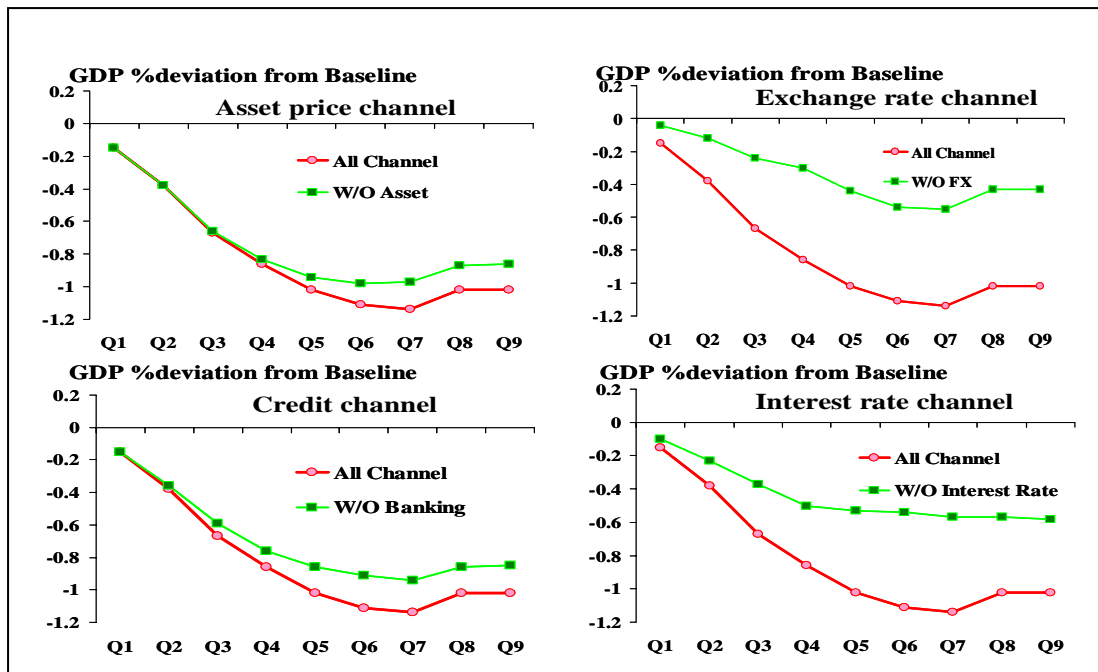 GDP %deviation from Baseline
Asset price channel
0.2
0
-0.2
-0.4
-0.6
-0.8
-1
-1.2
All Channel
W/O Asset
Q1 Q2 Q3 Q4 Q5 Q6 Q7 Q8 Q9
GDP %deviation from Baseline
Exchange rate channel
0.2
0
-0.2
-0.4
-0.6
-0.8
-1
-1.2
All Channel
W/O FX
Q1 Q2 Q3 Q4 Q5 Q6 Q7 Q8 Q9
GDP %deviation from Baseline
Credit channel
0.2
0
-0.2
-0.4
-0.6
-0.8
-1
-1.2
All Channel
W/O Banking
Q1 Q2 Q3 Q4 Q5 Q6 Q7 Q8 Q9
GDP %deviation from Baseline
Interest rate channel
0.2
0
-0.2
-0.4
-0.6
-0.8
-1
-1.2
All Channel
W/O Interest Rate
Q1 Q2 Q3 Q4 Q5 Q6 Q7 Q8 Q9